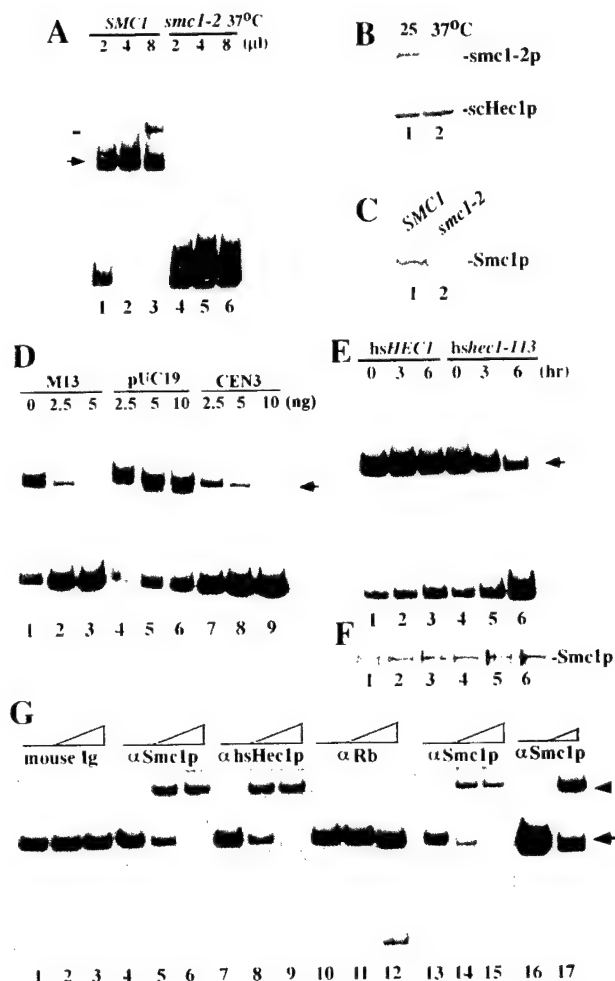 A
SMC1 smc1-2 37°C
2 4 8 2 4 8 (µl)
1 2 3 4 5 6
B
25 37°C
-smc1-2p
-scHec1p
1 2
C
SMC1 smc1-2
-Smc1p
1 2
D
M13 pUC19 CEN3
0 2.5 5 2.5 5 10 2.5 5 10 (ng)
1 2 3 4 5 6 7 8 9
E
hsHEC1 hshec1-113
0 3 6 0 3 6 (hr)
1 2 3 4 5 6
F
-Smc1p
1 2 3 4 5 6
G
mouse Ig αSmc1p αhsHec1p αRb αSmc1p αSmc1p
1 2 3 4 5 6 7 8 9 10 11 12 13 14 15 16 17